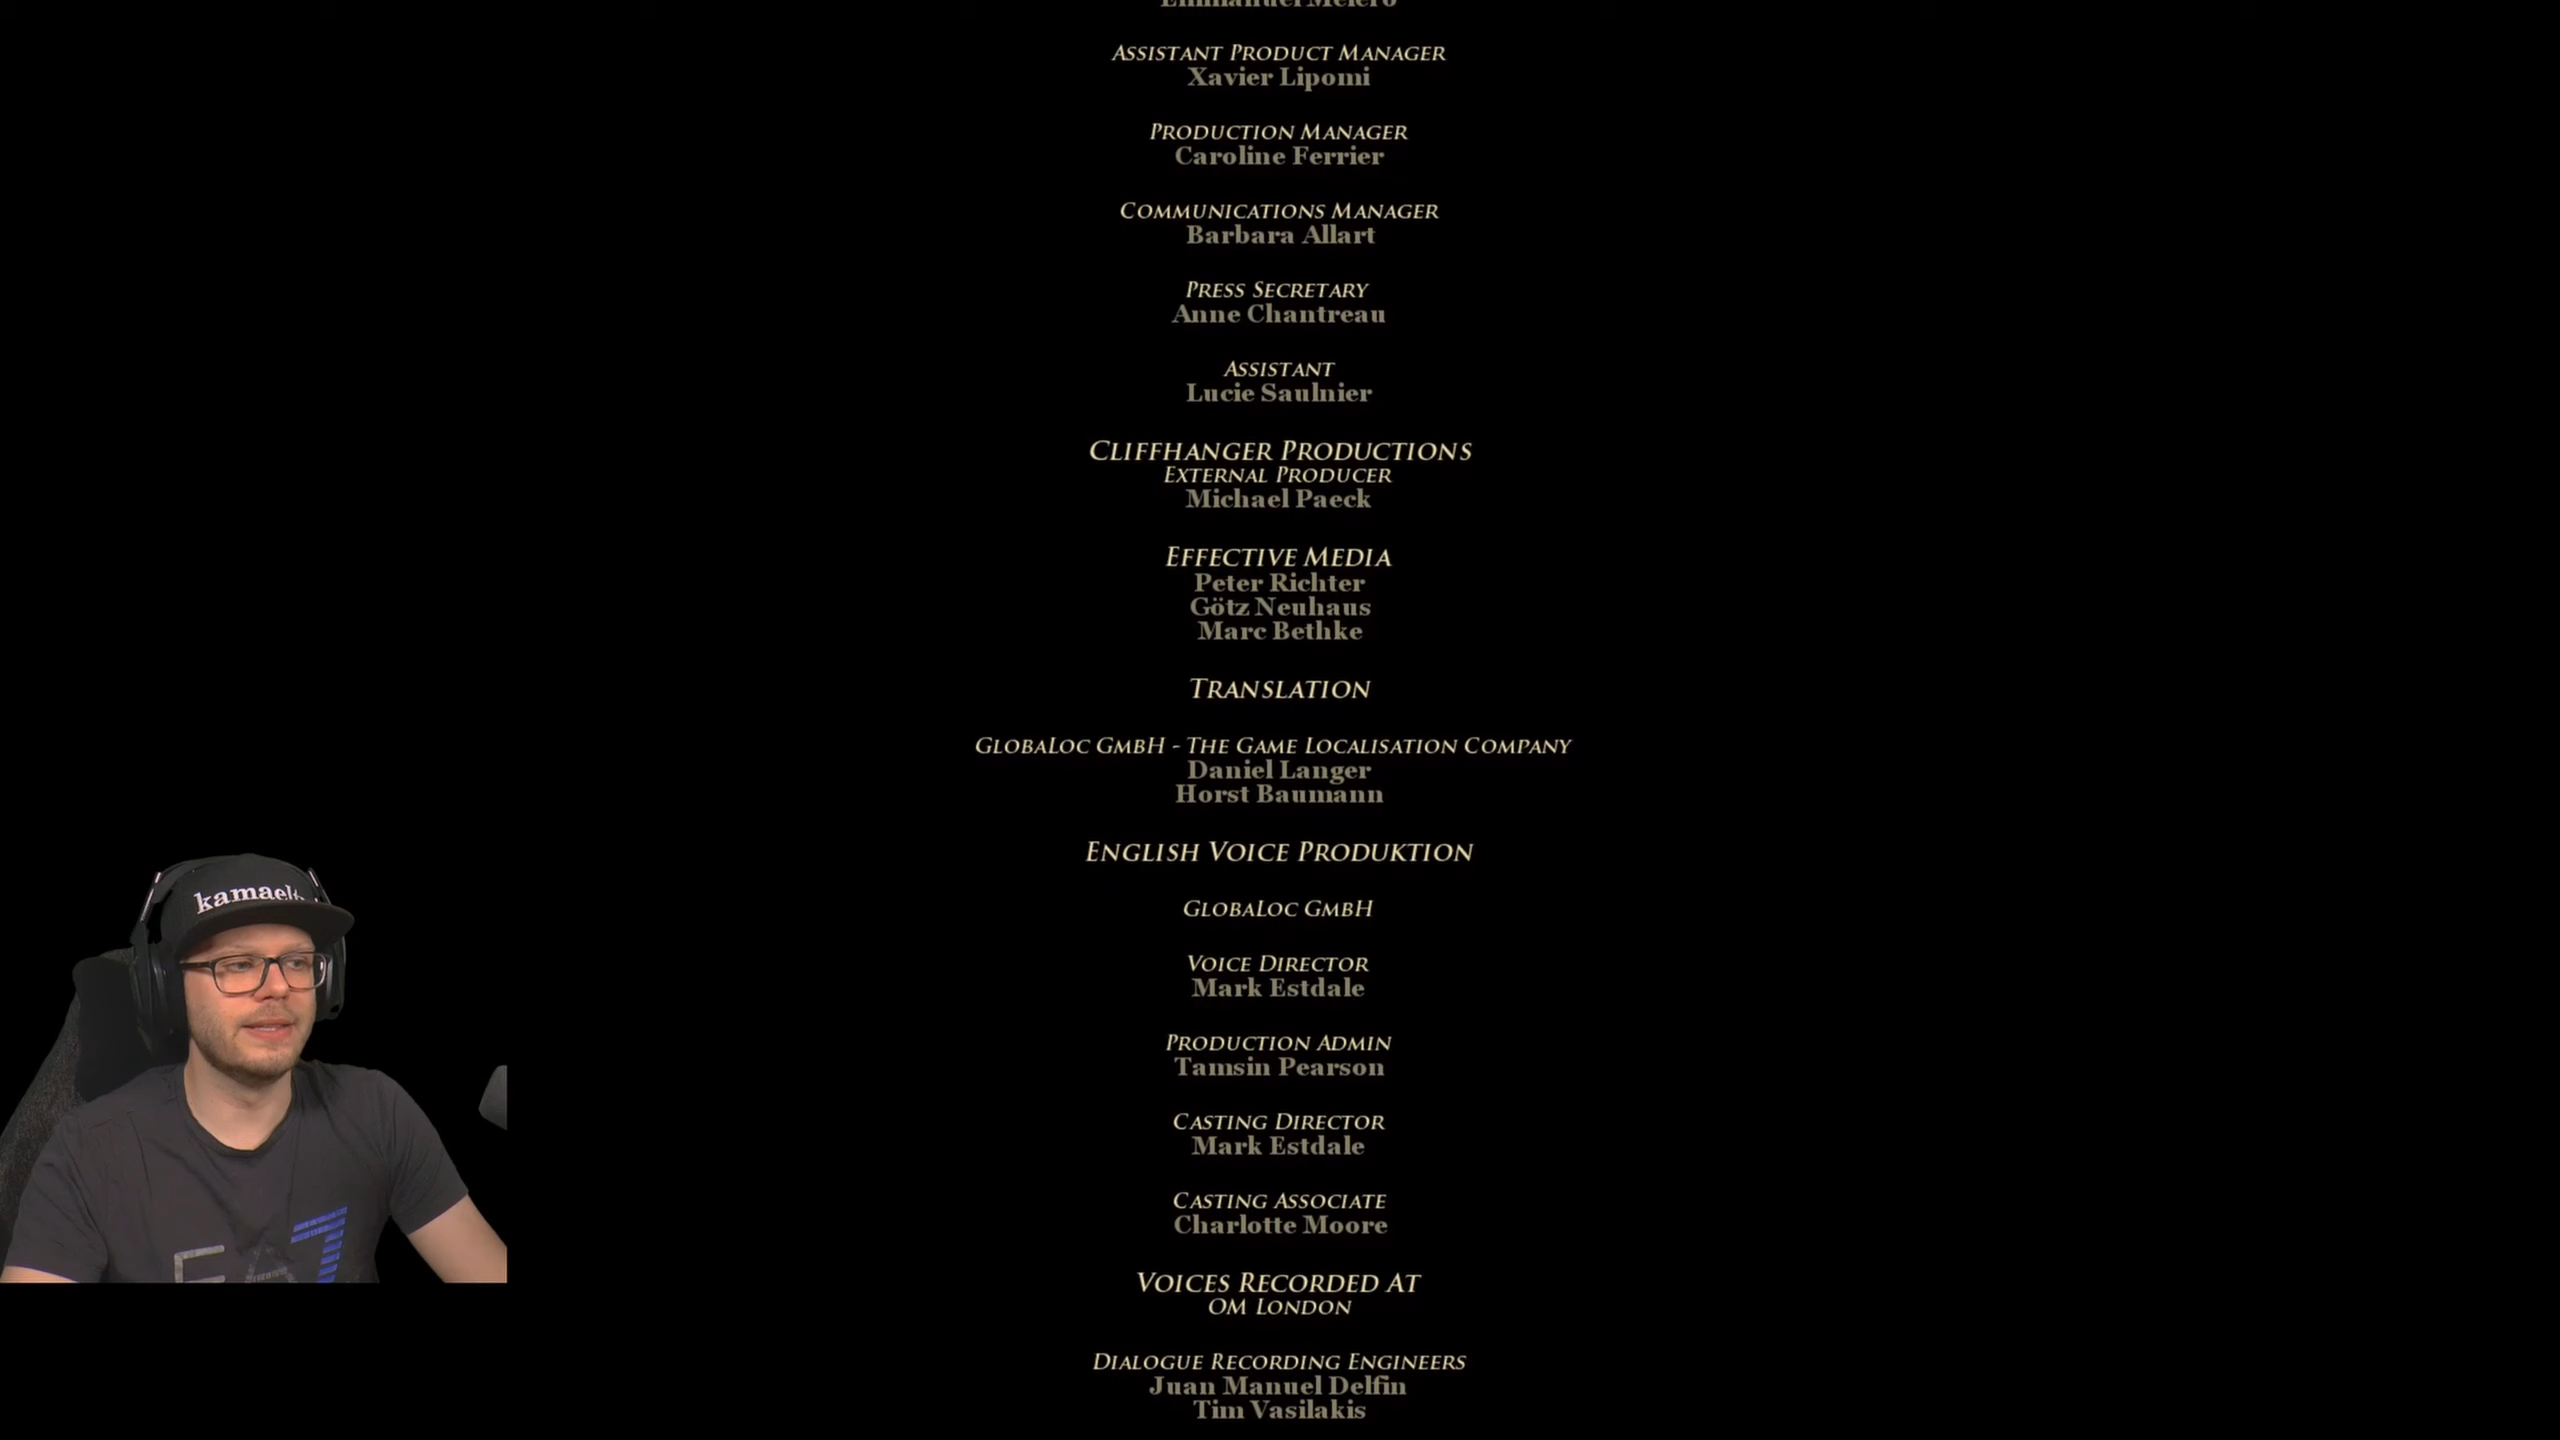 Emmanuel Melero
Assistant Product Manager
Xavier Lipomi
Production Manager
Caroline Ferrier
Communications Manager
Barbara Allart
Press Secretary
Anne Chantreau
Assistant
Lucie Saulnier
Cliffhanger Productions
External Producer
Michael Paeck
Effective Media
Peter Richter
Götz Neuhaus
Marc Bethke
Translation
GlobaLoc GmbH - The Game Localisation Company
Daniel Langer
Horst Baumann
English Voice Produktion
GlobaLoc GmbH
Voice Director
Mark Estdale
Production Admin
Tamsin Pearson
Casting Director
Mark Estdale
Casting Associate
Charlotte Moore
Voices Recorded At
OM London
Dialogue Recording Engineers
Juan Manuel Delfin
Tim Vasilakis